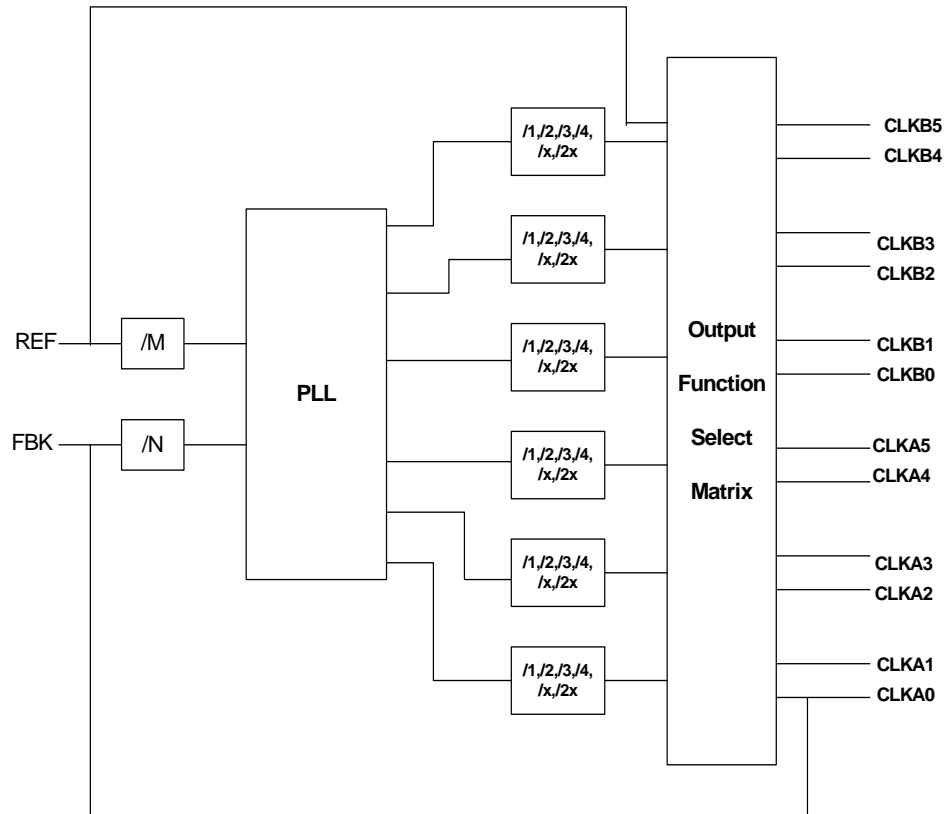 /1,/2,/3,/4,
/x,/2x
CLKB5
CLKB4
/1,/2,/3,/4,
/x,/2x
CLKB3
CLKB2
REF
/M
PLL
/1,/2,/3,/4,
/x,/2x
Output
Function
Select
Matrix
CLKB1
CLKB0
FBK
/N
/1,/2,/3,/4,
/x,/2x
CLKA5
CLKA4
/1,/2,/3,/4,
/x,/2x
CLKA3
CLKA2
/1,/2,/3,/4,
/x,/2x
CLKA1
CLKA0